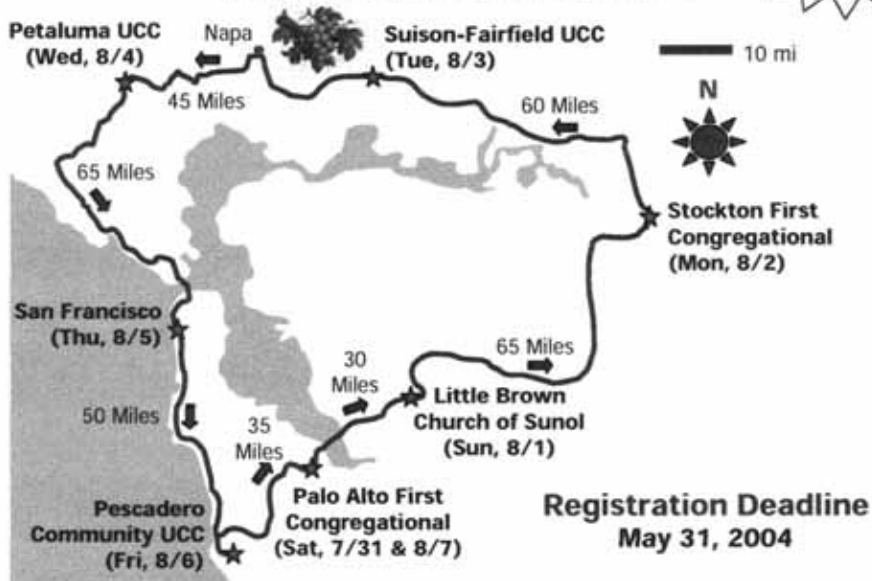 Petaluma UCC
(Wed, 8/4)
Napa
Suison-Fairfield UCC
(Tue, 8/3)
10 mi
N
45 Miles
60 Miles
65 Miles
Stockton First
Congregational
(Mon, 8/2)
San Francisco
(Thu, 8/5)
65 Miles
30
Miles
Little Brown
Church of Sunol
(Sun, 8/1)
50 Miles
35
Miles
Pescadero
Community UCC
(Fri, 8/6)
Palo Alto First
Congregational
(Sat, 7/31 & 8/7)
Registration Deadline
May 31, 2004